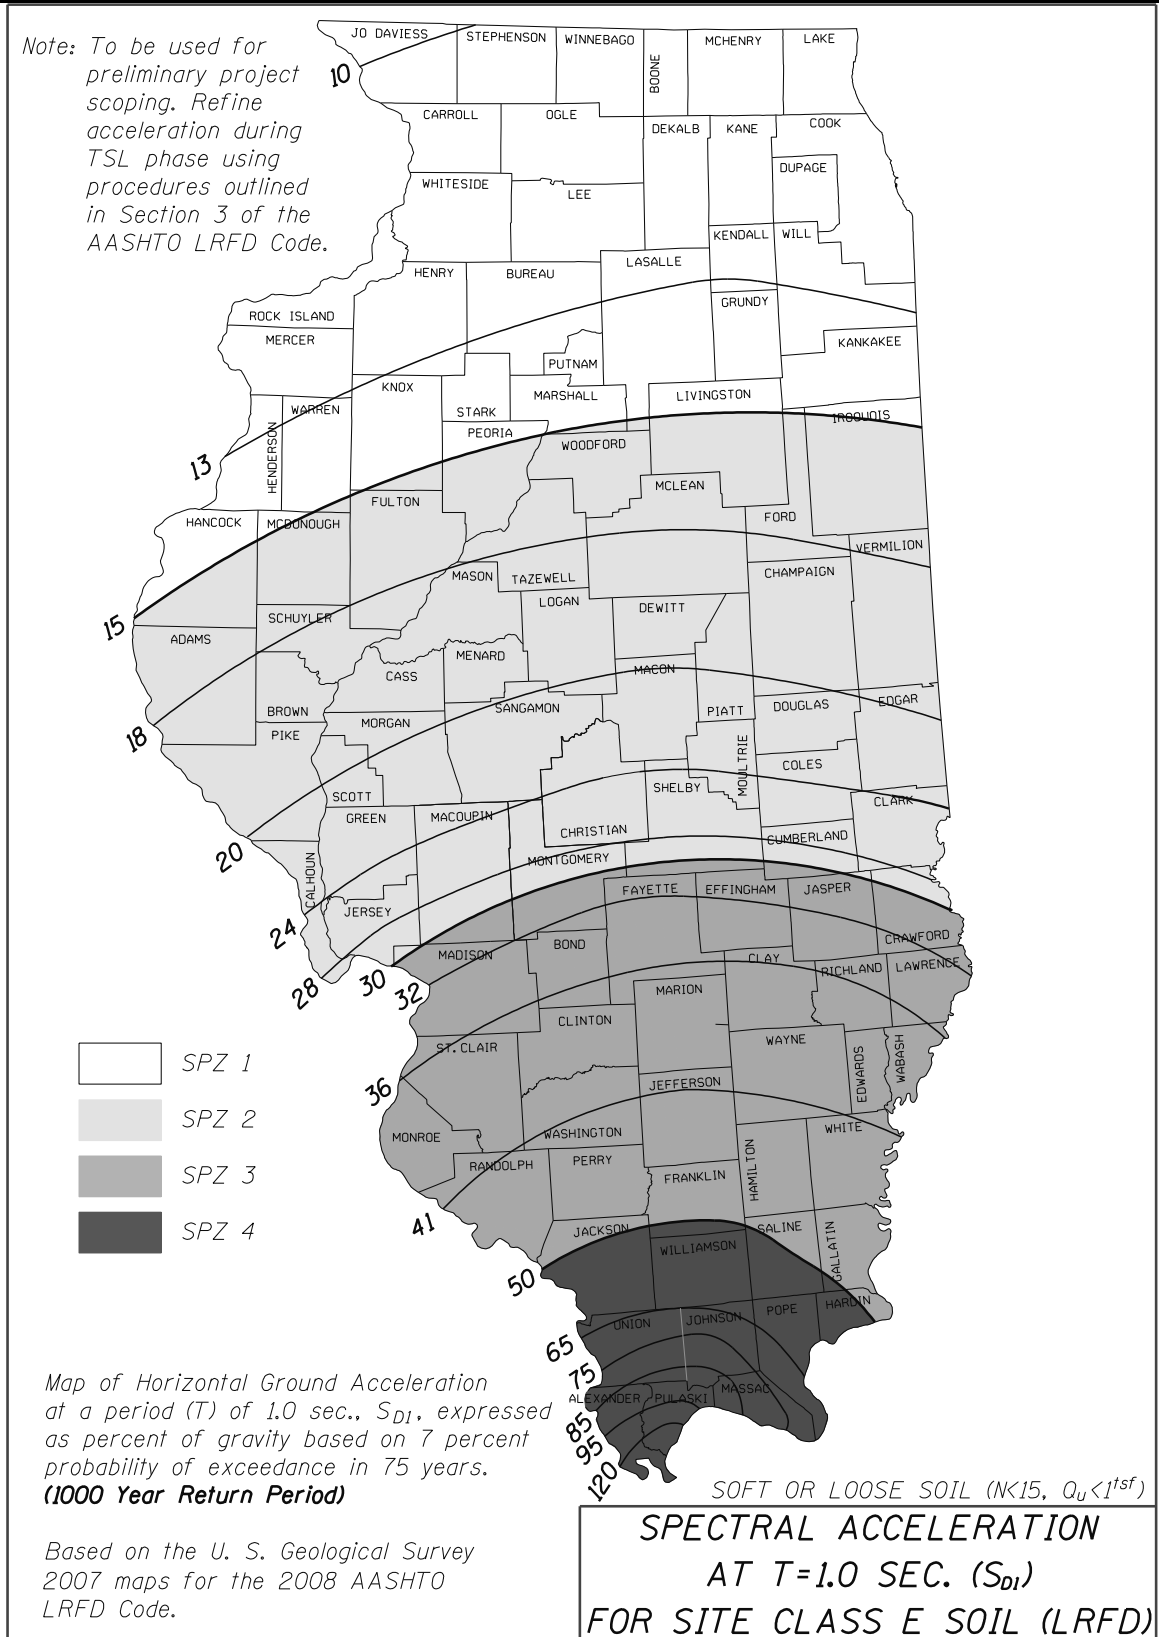 Note: To be used for
preliminary project
scoping. Refine
acceleration during
TSL phase using
procedures outlined
in Section 3 of the
AASHTO LRFD Code.
JO DAVIESS
STEPHENSON
WINNEBAGO
BOONE
MCHENRY
LAKE
10
CARROLL
OGLE
DEKALB
KANE
COOK
DUPAGE
WHITESIDE
LEE
KENDALL
WILL
HENRY
BUREAU
LASALLE
GRUNDY
ROCK ISLAND
MERCER
KANKAKEE
PUTNAM
KNOX
STARK
MARSHALL
LIVINGSTON
WARREN
HENDERSON
13
PEORIA
WOODFORD
IROQUOIS
FULTON
MCLEAN
HANCOCK
MCDONOUGH
FORD
VERMILION
MASON
TAZEWELL
CHAMPAIGN
LOGAN
DEWITT
15
SCHUYLER
ADAMS
MENARD
MACON
CASS
BROWN
MORGAN
SANGAMON
PIATT
DOUGLAS
EDGAR
18
PIKE
MOULTRIE
COLES
SCOTT
SHELBY
CLARK
GREEN
MACOUPIN
CHRISTIAN
CUMBERLAND
20
CALHOUN
MONTGOMERY
FAYETTE
EFFINGHAM
JASPER
JERSEY
24
MADISON
BOND
CRAWFORD
CLAY
RICHLAND
LAWRENCE
28
30
32
MARION
CLINTON
ST. CLAIR
WAYNE
EDWARDS
WABASH
36
JEFFERSON
MONROE
WASHINGTON
WHITE
RANDOLPH
PERRY
HAMILTON
FRANKLIN
41
JACKSON
SALINE
GALLATIN
WILLIAMSON
50
UNION
JOHNSON
POPE
HARDIN
65
75
ALEXANDER
PULASKI
MASSAC
85
95
120
SPZ 1
SPZ 2
SPZ 3
SPZ 4
Map of Horizontal Ground Acceleration
at a period (T) of 1.0 sec., SD1, expressed
as percent of gravity based on 7 percent
probability of exceedance in 75 years.
(1000 Year Return Period)
Based on the U. S. Geological Survey
2007 maps for the 2008 AASHTO
LRFD Code.
SOFT OR LOOSE SOIL (N<15, Qu<1tsf)
SPECTRAL ACCELERATION
AT T=1.0 SEC. (SD1)
FOR SITE CLASS E SOIL (LRFD)